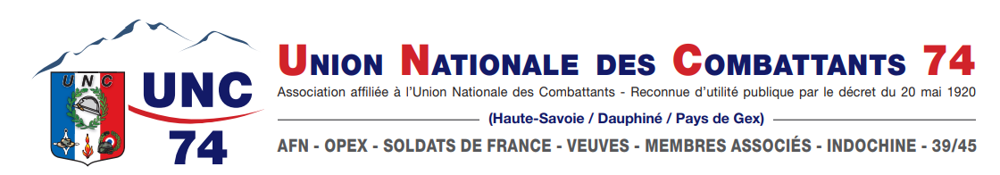 UNC
UNC
74
UNION NATIONALE DES COMBATTANTS 74
Association affiliée à l'Union Nationale des Combattants - Reconnue d'utilité publique par le décret du 20 mai 1920
(Haute-Savoie / Dauphiné / Pays de Gex)
AFN - OPEX - SOLDATS DE FRANCE - VEUVES - MEMBRES ASSOCIÉS - INDOCHINE - 39/45